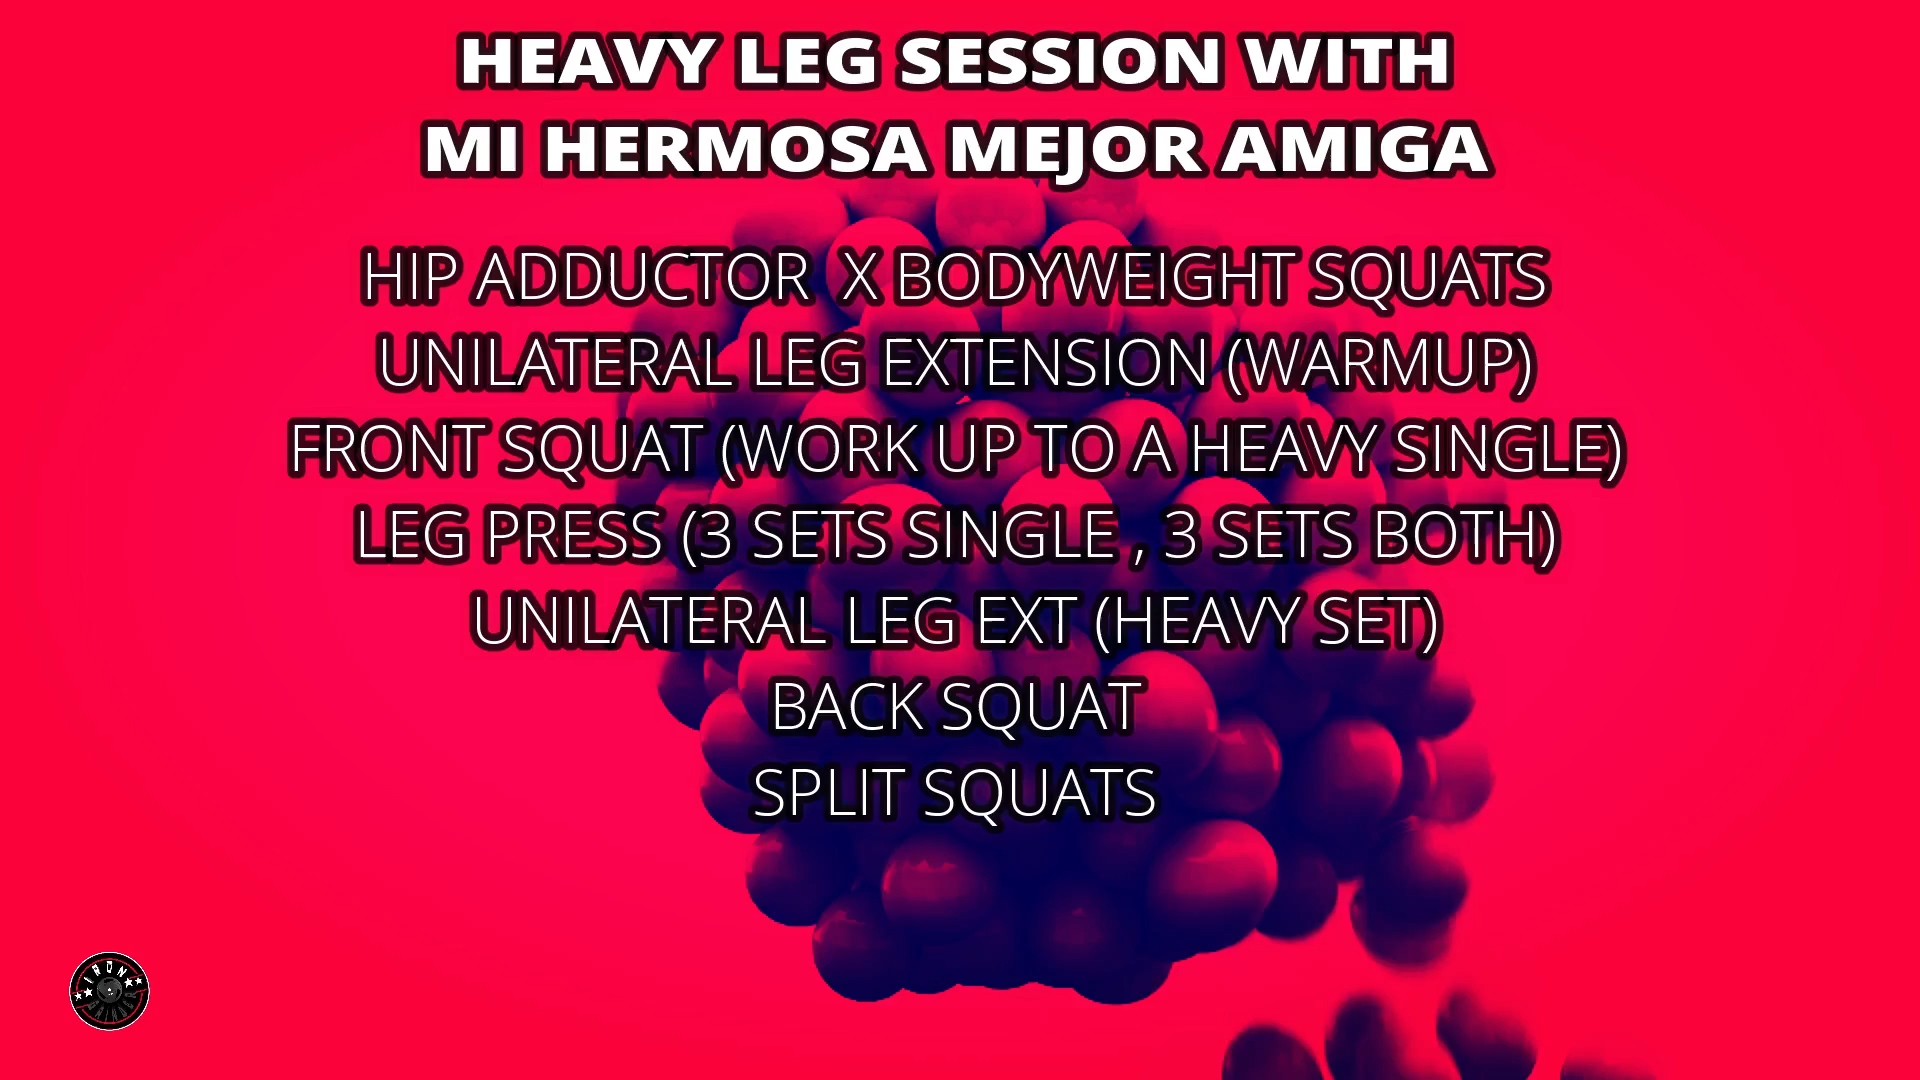 HEAVY LEG SESSION WITH
MI HERMOSA MEJOR AMIGA
HIP ADDUCTOR X BODYWEIGHT SQUATS
UNILATERAL LEG EXTENSION (WARMUP)
FRONT SQUAT (WORK UP TO A HEAVY SINGLE)
LEG PRESS (3 SETS SINGLE , 3 SETS BOTH)
UNILATERAL LEG EXT (HEAVY SET)
BACK SQUAT
SPLIT SQUATS
IRON